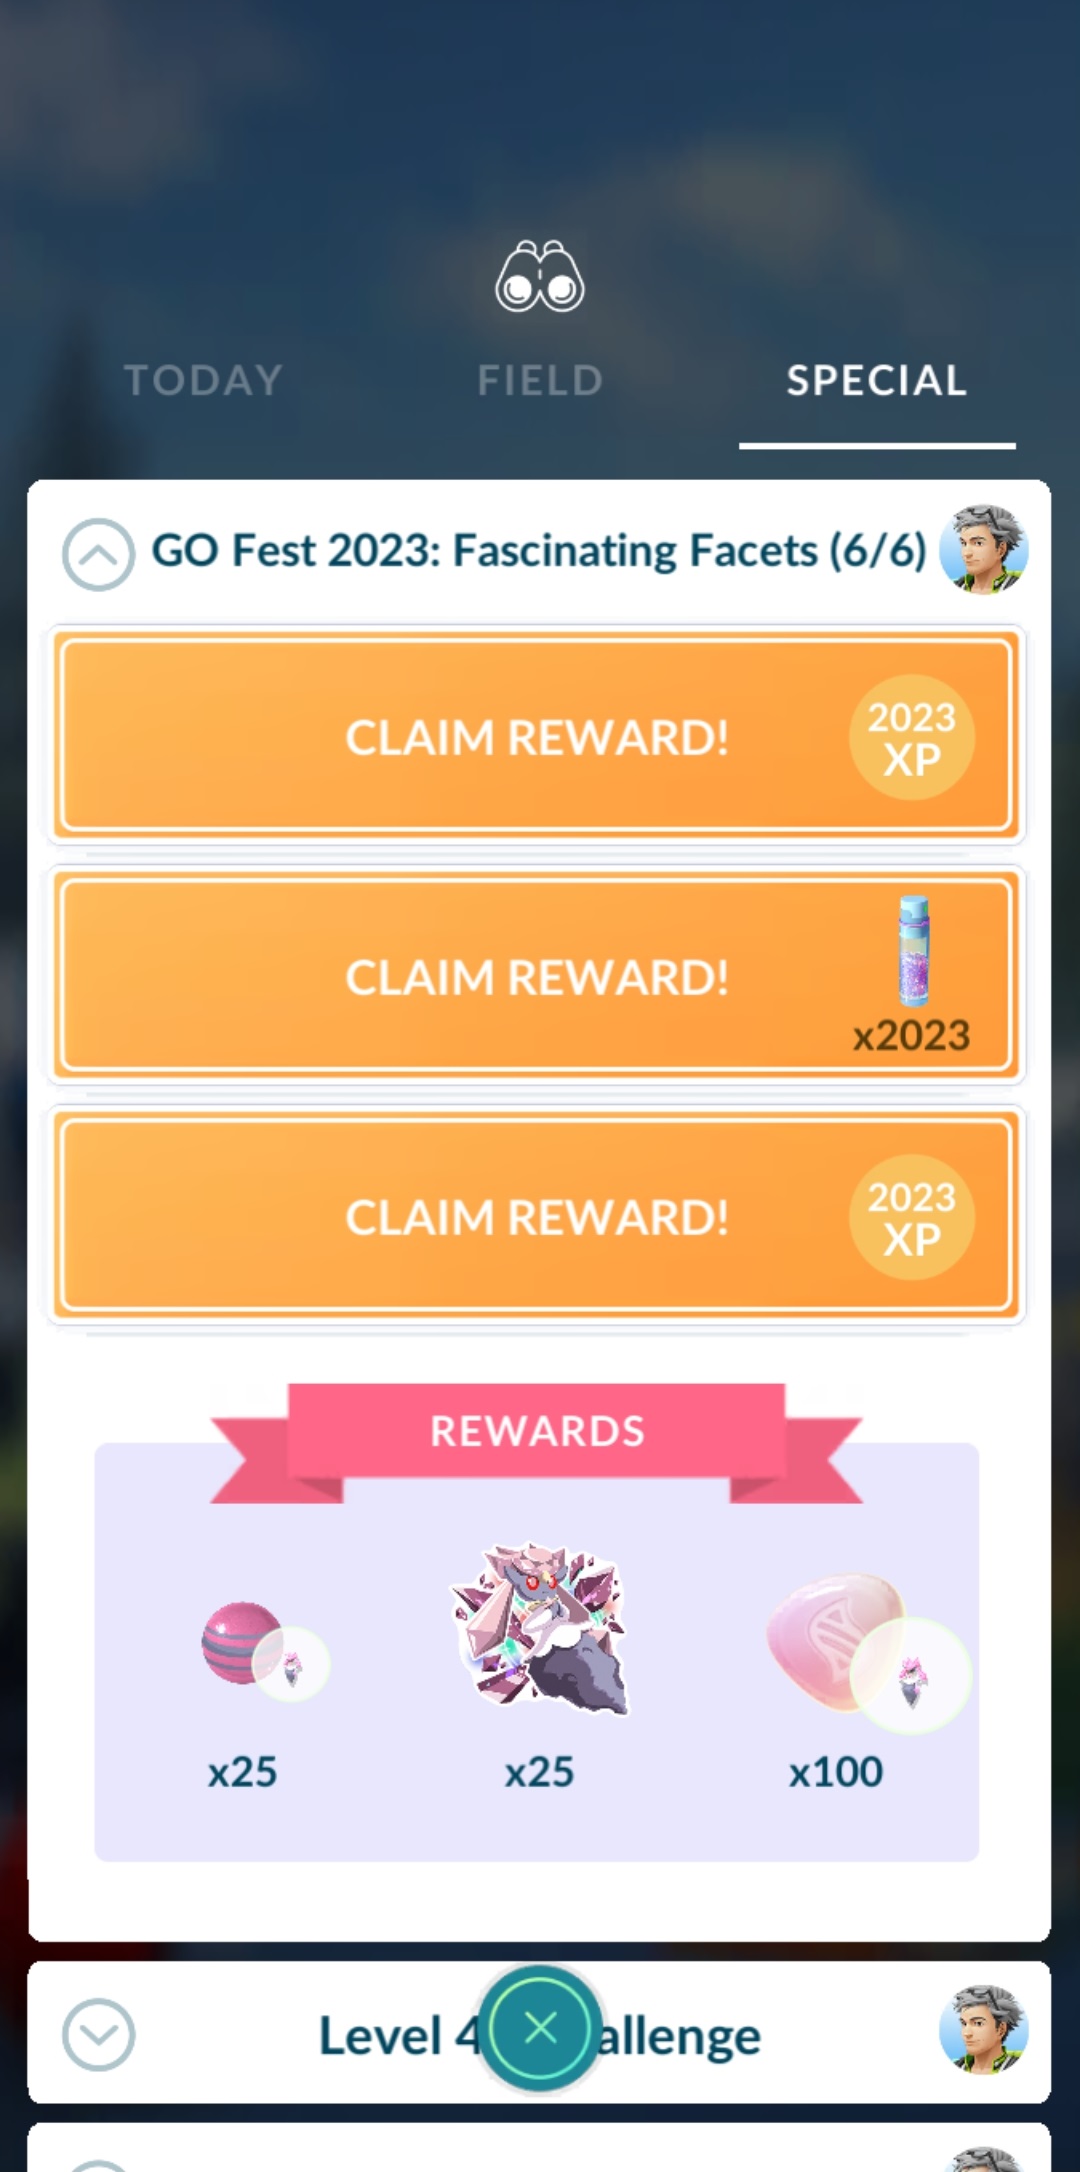 TODAY
FIELD
SPECIAL
GO Fest 2023: Fascinating Facets (6/6)
CLAIM REWARD!
2023
XP
CLAIM REWARD!
x2023
CLAIM REWARD!
2023
XP
REWARDS
x25
x25
x100
Level 4 allenge